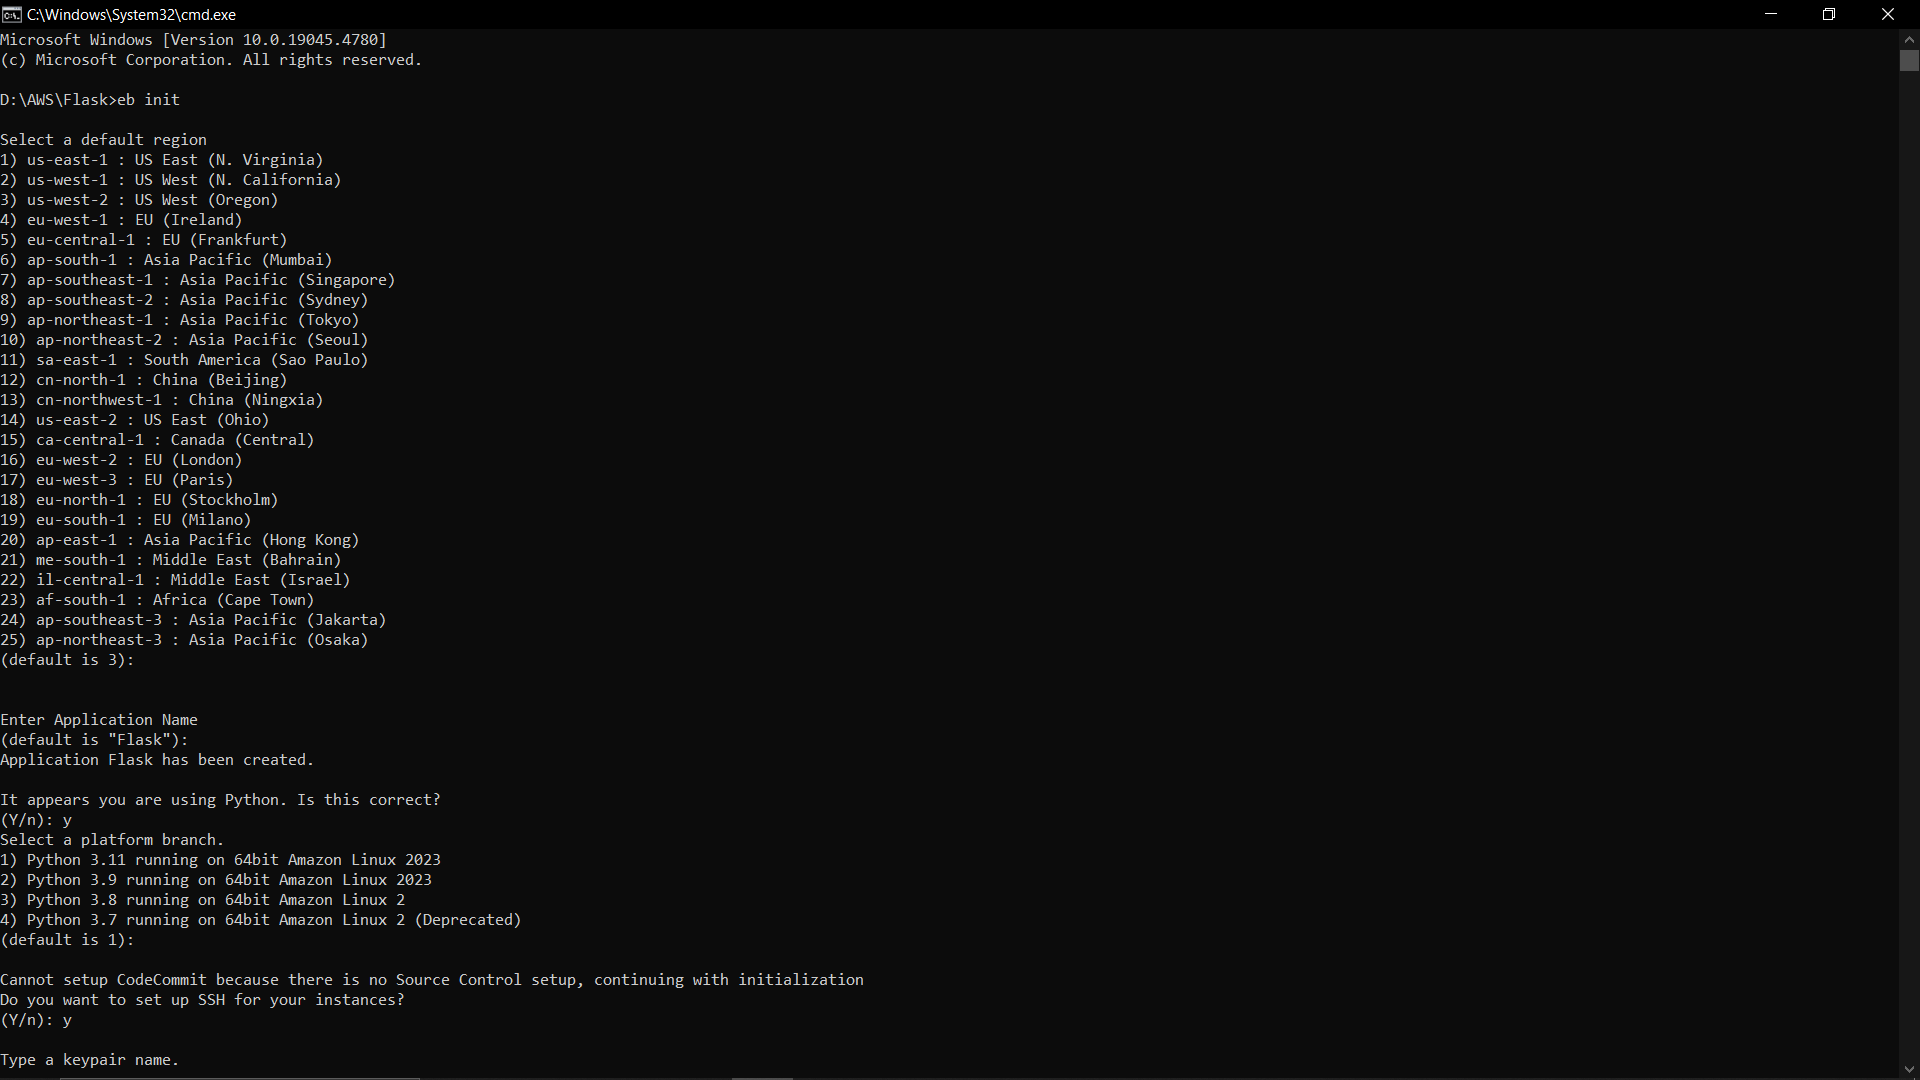 C:\Windows\System32\cmd.exe
Microsoft Windows [Version 10.0.19045.4780]
(c) Microsoft Corporation. All rights reserved.
D:\AWS\Flask>eb init
Select a default region
1) us-east-1 : US East (N. Virginia)
2) us-west-1 : US West (N. California)
3) us-west-2 : US West (Oregon)
4) eu-west-1 : EU (Ireland)
5) eu-central-1 : EU (Frankfurt)
6) ap-south-1 : Asia Pacific (Mumbai)
7) ap-southeast-1 : Asia Pacific (Singapore)
8) ap-southeast-2 : Asia Pacific (Sydney)
9) ap-northeast-1 : Asia Pacific (Tokyo)
10) ap-northeast-2 : Asia Pacific (Seoul)
11) sa-east-1 : South America (Sao Paulo)
12) cn-north-1 : China (Beijing)
13) cn-northwest-1 : China (Ningxia)
14) us-east-2 : US East (Ohio)
15) ca-central-1 : Canada (Central)
16) eu-west-2 : EU (London)
17) eu-west-3 : EU (Paris)
18) eu-north-1 : EU (Stockholm)
19) eu-south-1 : EU (Milano)
20) ap-east-1 : Asia Pacific (Hong Kong)
21) me-south-1 : Middle East (Bahrain)
22) il-central-1 : Middle East (Israel)
23) af-south-1 : Africa (Cape Town)
24) ap-southeast-3 : Asia Pacific (Jakarta)
25) ap-northeast-3 : Asia Pacific (Osaka)
(default is 3):
Enter Application Name
(default is "Flask"):
Application Flask has been created.
It appears you are using Python. Is this correct?
(Y/n): y
Select a platform branch.
1) Python 3.11 running on 64bit Amazon Linux 2023
2) Python 3.9 running on 64bit Amazon Linux 2023
3) Python 3.8 running on 64bit Amazon Linux 2
4) Python 3.7 running on 64bit Amazon Linux 2 (Deprecated)
(default is 1):
Cannot setup CodeCommit because there is no Source Control setup, continuing with initialization
Do you want to set up SSH for your instances?
(Y/n): y
Type a keypair name.